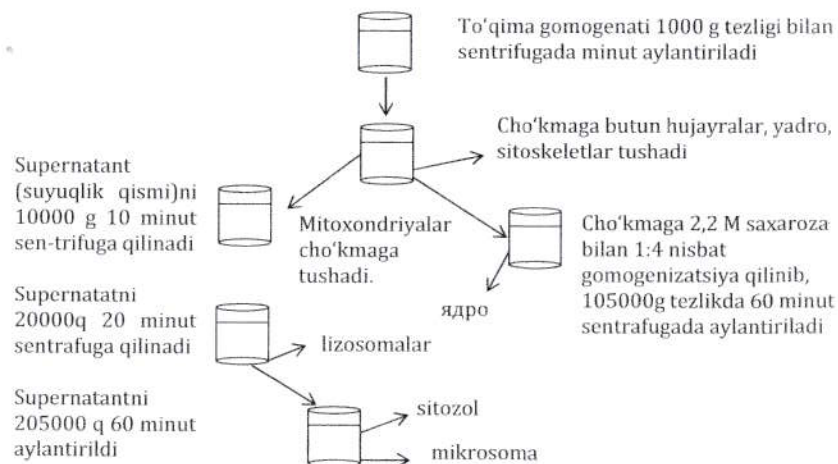 To‘qima gomogenati 1000 g tezligi bilan
sentrifugada minut aylantiriladi
Cho‘kmaga butun hujayralar, yadro,
sitoskeletlar tushadi
Supernatant
(suyuqlik qismi)ni
10000 g 10 minut
sen-trifuga qilinadi
Mitoxondriyalar
cho‘kmaga
tushadi.
Cho‘kmaga 2,2 M saxaroza
bilan 1:4 nisbat
gomogenizatsiya qilinib,
105000g tezlikda 60 minut
sentrafugada aylantiriladi
ядро
Supernatatni
20000q 20 minut
sentrafuga qilinadi
lizosomalar
Supernatantni
205000 q 60 minut
aylantirildi
sitozol
mikrosoma